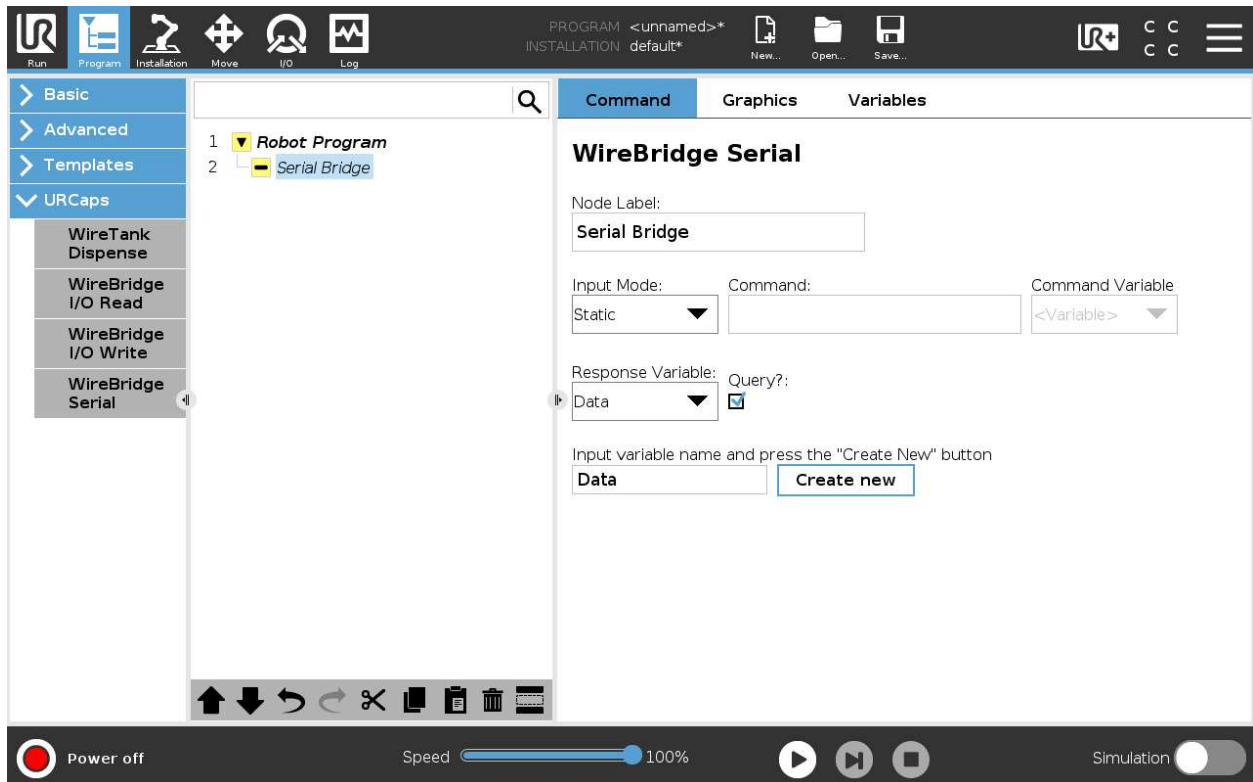 PROGRAM <unnamed>*
INSTALLATION default*
UR
UR+
C C
C C
Run
Program
Installation
Move
I/O
Log
New...
Open...
Save...
Basic
Advanced
Templates
URCaps
WireTank
Dispense
WireBridge
I/O Read
WireBridge
I/O Write
WireBridge
Serial
1 Robot Program
2 Serial Bridge
Command Graphics Variables
WireBridge Serial
Node Label:
Serial Bridge
Input Mode: Command: Command Variable
Static <Variable>
Response Variable: Query?:
Data
Input variable name and press the "Create New" button
Data Create new
Power off
Speed 100%
Simulation